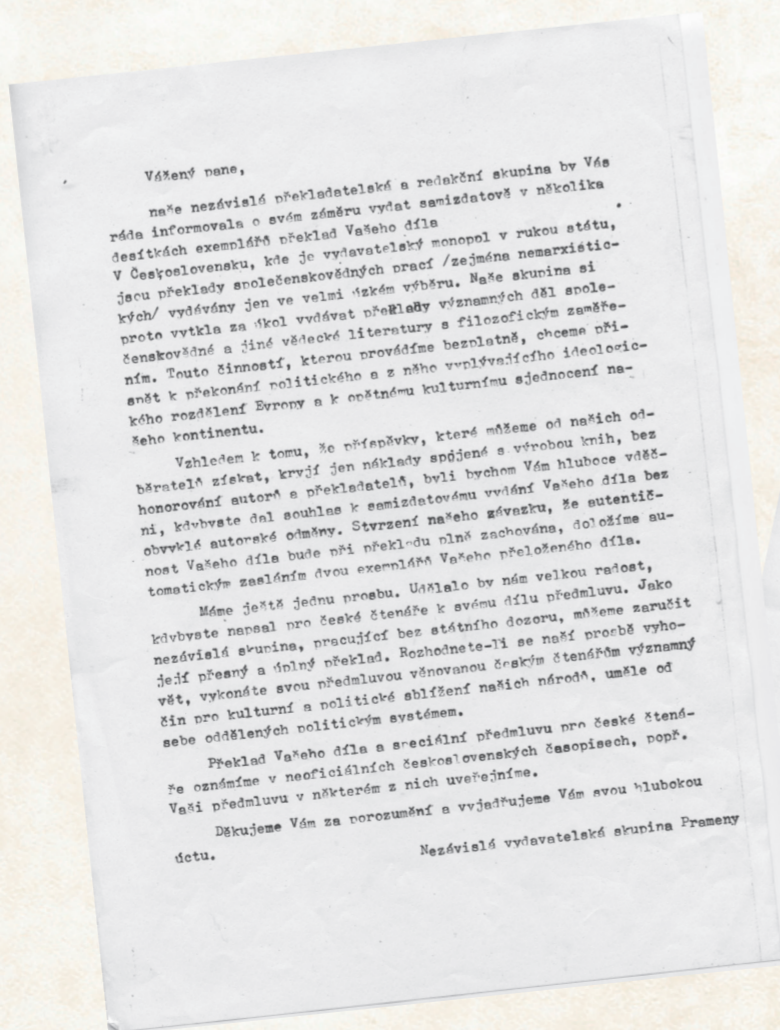 Vážený pane,
naše nezávislá překladatelská a redakční skupina by Vás
ráda informovala o svém záměru vydat samizdatově v několika
desítkách exemplářů překlad Vašeho díla
V Československu, kde je vydavatelský monopol v rukou státu,
jsou překlady společenskovědných prací /zejména nemarxistic-
kých/ vydávány jen ve velmi úzkém výběru. Naše skupina si
proto vytkla za úkol vydávat překlady významných děl spole-
čenskovědné a jiné vědecké literatury s filozofickým zaměře-
ním. Touto činností, kterou provádíme bezplatně, chceme při-
spět k překonání politického a z něho vyplývajícího ideologic-
kého rozdělení Evropy a k opětnému kulturnímu sjednocení na-
šeho kontinentu.
Vzhledem k tomu, že příspěvky, které můžeme od našich od-
běratelů získat, kryjí jen náklady spojené s výrobou knih, bez
honorování autorů a překladatelů, byli bychom Vám hluboce vděč-
ni, kdybyste dal souhlas k samizdatovému vydání Vašeho díla bez
obvyklé autorské odměny. Stvrzení našeho závazku, že autentič-
nost Vašeho díla bude při překladu plně zachována, doložíme au-
tomatickým zasláním dvou exemplářů Vašeho přeloženého díla.
Máme ještě jednu prosbu. Udělalo by nám velkou radost,
kdybyste napsal pro české čtenáře k svému dílu předmluvu. Jako
nezávislá skupina, pracující bez státního dozoru, můžeme zaručit
její přesný a úplný překlad. Rozhodnete-li se naší prosbě vyho-
vět, vykonáte svou předmluvou věnovanou českým čtenářům významný
čin pro kulturní a politické sblížení našich národů, uměle od
sebe oddělených politickým systémem.
Překlad Vašeho díla a speciální předmluvu pro české čtená-
ře oznámíme v neoficiálních československých časopisech, popř.
Vaši předmluvu v některém z nich uveřejníme.
Děkujeme Vám za porozumění a vyjadřujeme Vám svou hlubokou
úctu.
Nezávislá vydavatelská skupina Prameny